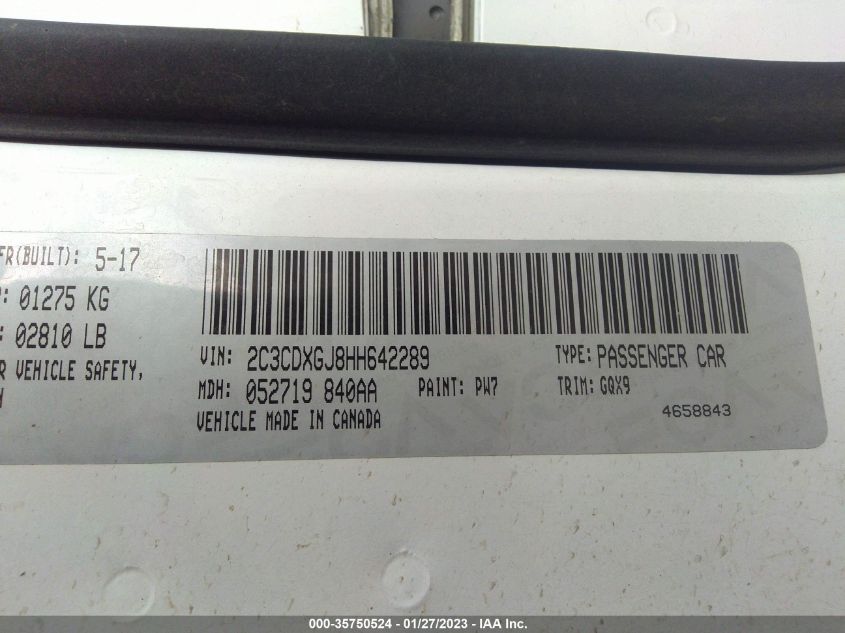 FR(BUILT): 5-17
: 01275 KG
: 02810 LB
R VEHICLE SAFETY,
VIN: 2C3CDXGJ8HH642289 TYPE: PASSENGER CAR
MDH: 052719 840AA PAINT: PW7 TRIM: GQX9
VEHICLE MADE IN CANADA 4658843
000-35750524 - 01/27/2023 - © IAA Inc.